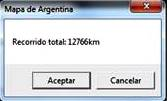 Mapa de Argentina
Recorrido total: 12766km
Aceptar
Cancelar